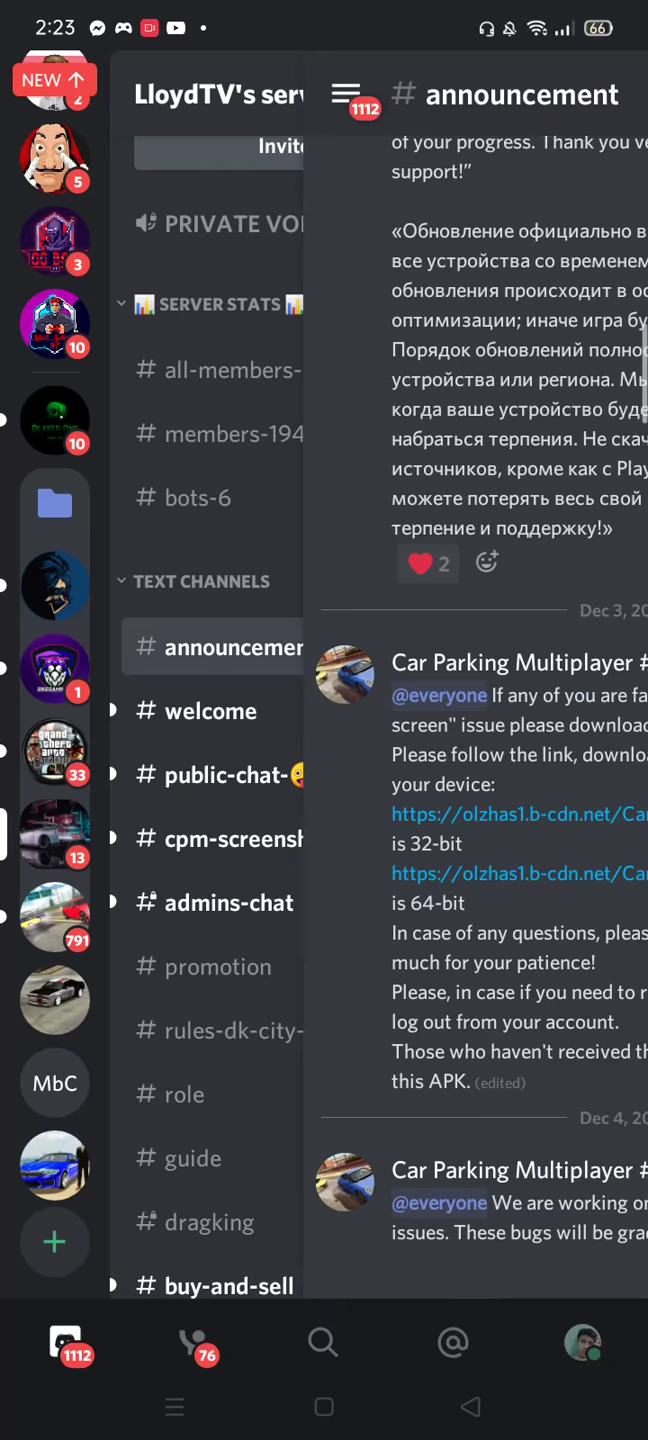 2:23
66
NEW ↑
2
5
3
10
10
1
33
13
791
MbC
LloydTV's serv
Invite
PRIVATE VO
📊 SERVER STATS 📊
# all-members-
# members-194
# bots-6
TEXT CHANNELS
# announcemen
# welcome
# public-chat-😜
# cpm-screensh
# admins-chat
# promotion
# rules-dk-city-
# role
# guide
# dragking
# buy-and-sell
1112
# announcement
of your progress. Thank you ve
support!”
«Обновление официально в
все устройства со временем
обновления происходит в ос
оптимизации; иначе игра бу
Порядок обновлений полно
устройства или региона. Мы
когда ваше устройство буде
набраться терпения. Не скач
источников, кроме как с Play
можете потерять весь свой
терпение и поддержку!»
❤️ 2
Dec 3, 20
Car Parking Multiplayer #
@everyone If any of you are fa
screen" issue please download
Please follow the link, downlo
your device:
https://olzhas1.b-cdn.net/Ca
is 32-bit
https://olzhas1.b-cdn.net/Ca
is 64-bit
In case of any questions, pleas
much for your patience!
Please, in case if you need to r
log out from your account.
Those who haven't received th
this APK. (edited)
Dec 4, 20
Car Parking Multiplayer #
@everyone We are working on
issues. These bugs will be gra
1112
76